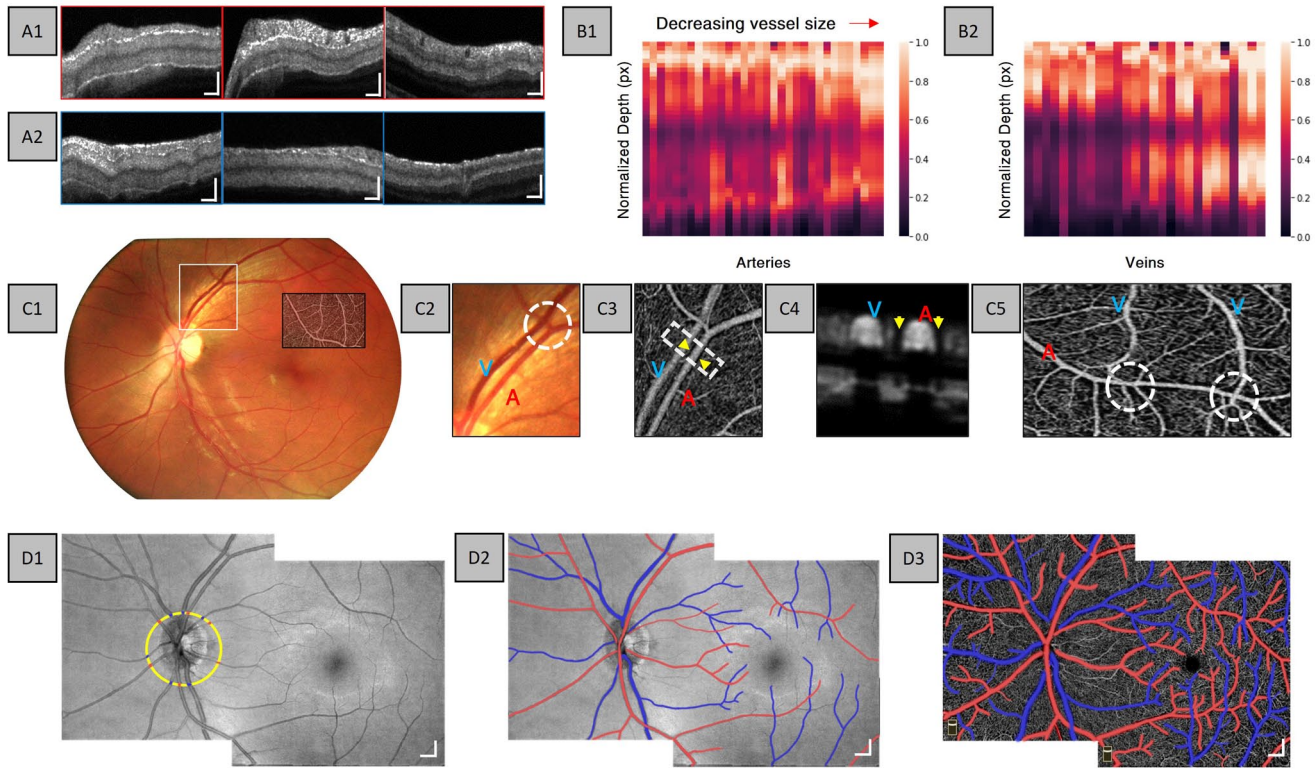 A1
A2
B1
Decreasing vessel size
Normalized Depth (px)
1.0
0.8
0.6
0.4
0.2
0.0
Arteries
B2
Normalized Depth (px)
1.0
0.8
0.6
0.4
0.2
0.0
Veins
C1
C2
V
A
C3
V
A
C4
V
A
C5
A
V
V
D1
D2
D3